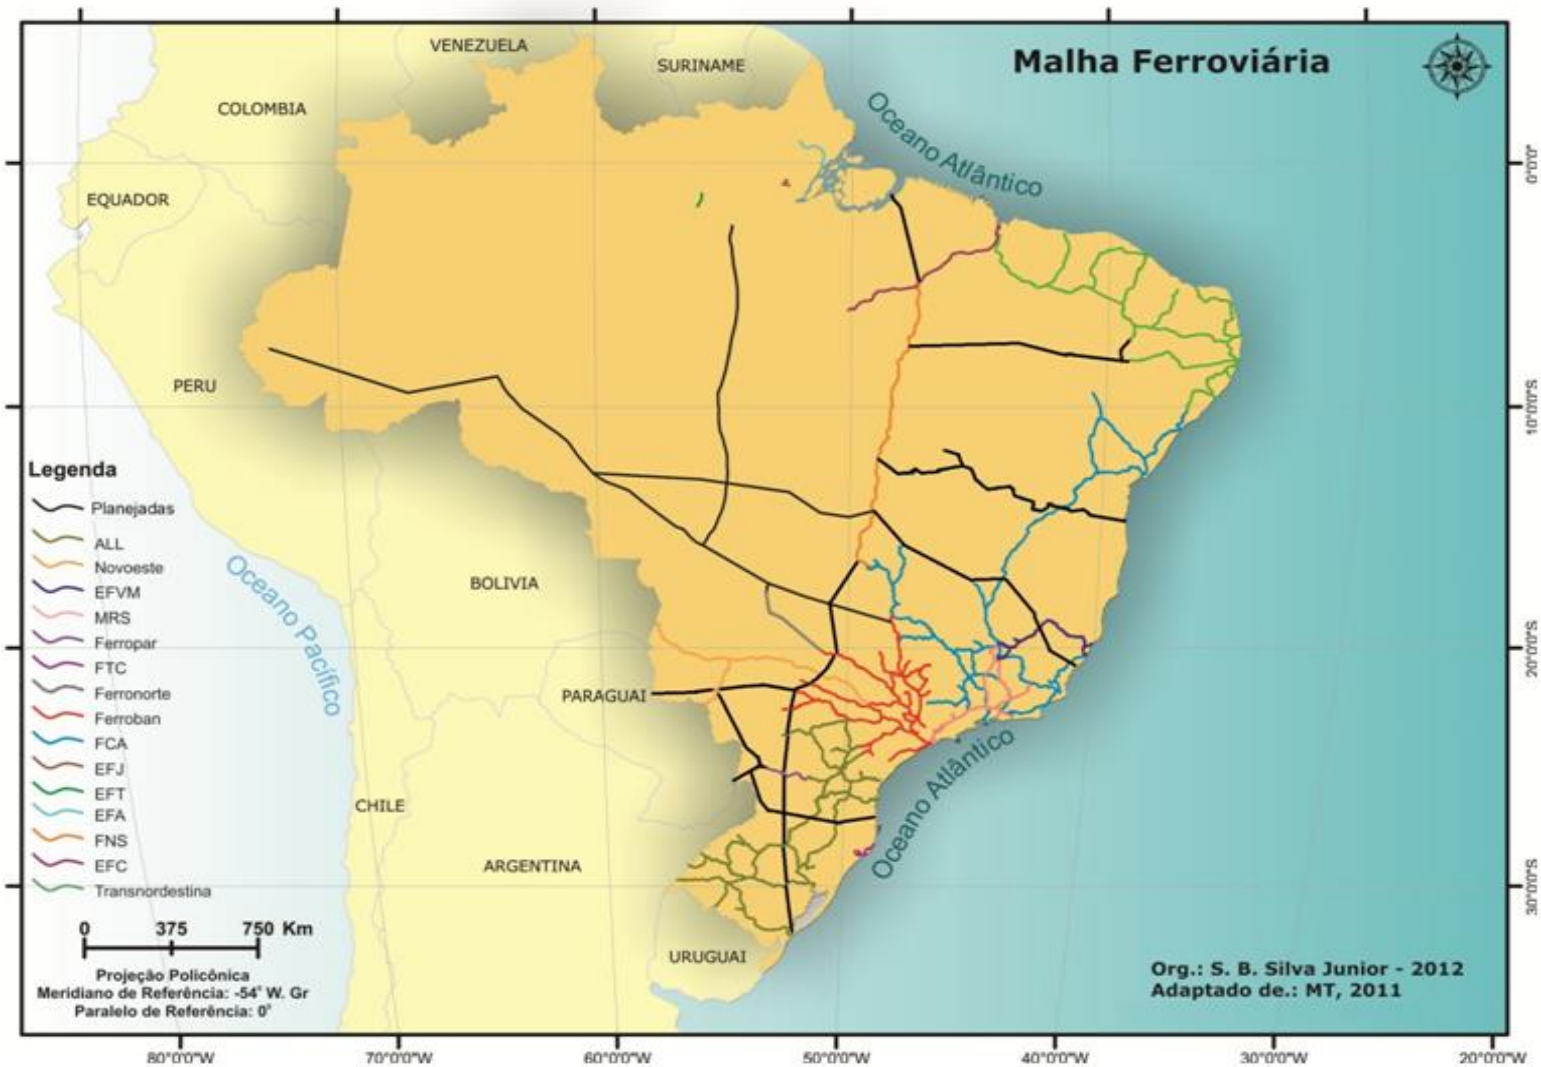 Malha Ferroviária
VENEZUELA
SURINAME
COLOMBIA
Oceano Atlântico
EQUADOR
PERU
BOLIVIA
Oceano Pacífico
PARAGUAI
CHILE
ARGENTINA
URUGUAI
Oceano Atlântico
Legenda
Planejadas
ALL
Novoeste
EFVM
MRS
Ferropar
FTC
Ferronorte
Ferroban
FCA
EFJ
EFT
EFA
FNS
EFC
Transnordestina
0 375 750 Km
Projeção Policônica
Meridiano de Referência: -54° W. Gr
Paralelo de Referência: 0°
Org.: S. B. Silva Junior - 2012
Adaptado de.: MT, 2011
0°0'0"
10°0'0"S
20°0'0"S
30°0'0"S
80°0'0"W 70°0'0"W 60°0'0"W 50°0'0"W 40°0'0"W 30°0'0"W 20°0'0"W